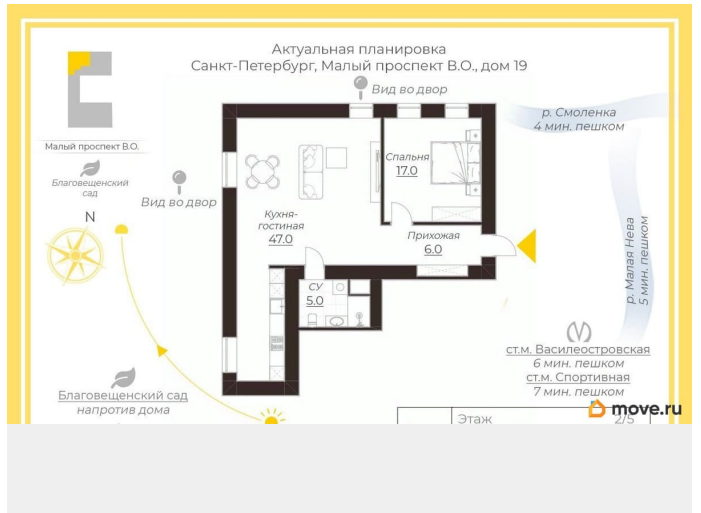 Актуальная планировка
Санкт-Петербург, Малый проспект В.О., дом 19
Вид во двор
р. Смоленка
4 мин. пешком
Малый проспект В.О.
Благовещенский
сад
Вид во двор
N
Спальня
17.0
Кухня-
гостиная
47.0
Прихожая
6.0
СУ
5.0
р. Малая Нева
5 мин. пешком
ст.м. Василеостровская
6 мин. пешком
ст.м. Спортивная
7 мин. пешком
Благовещенский сад
напротив дома
move.ru
Этаж 2/5